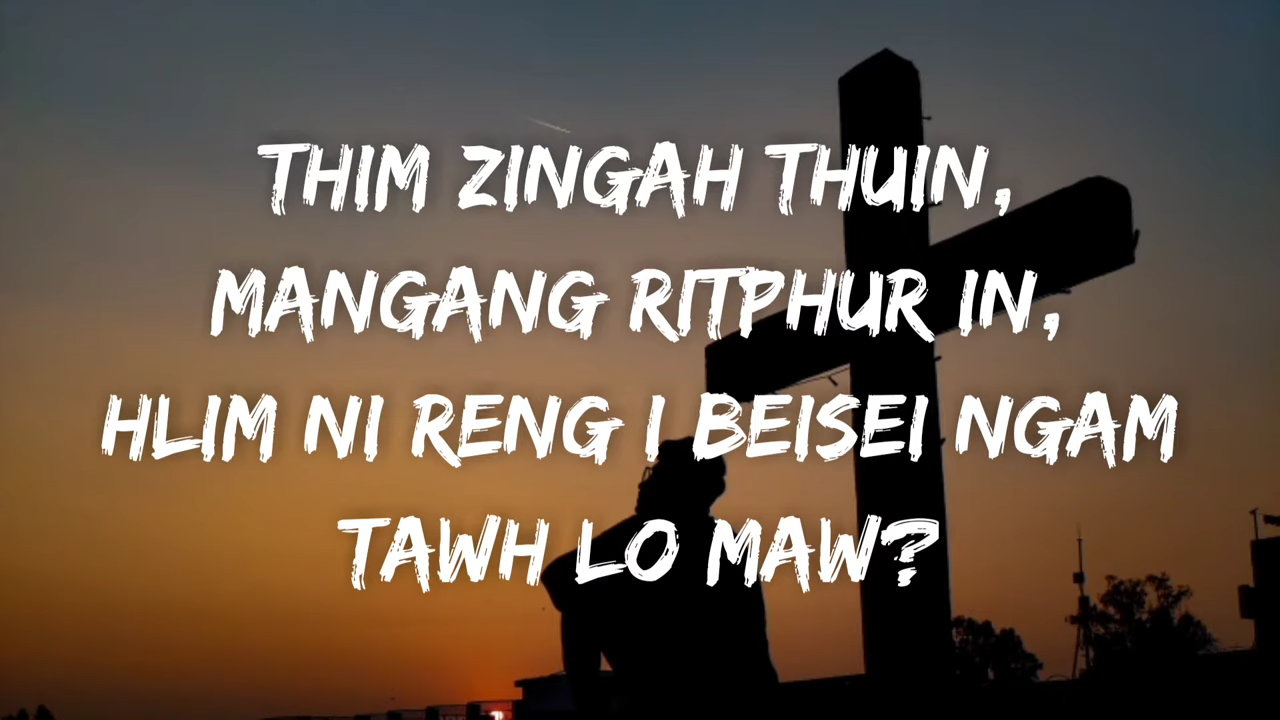 THIM ZINGAH THUIN,
MANGANG RITPHUR IN,
HLIM NI RENG I BEISEI NGAM
TAWH LO MAW?